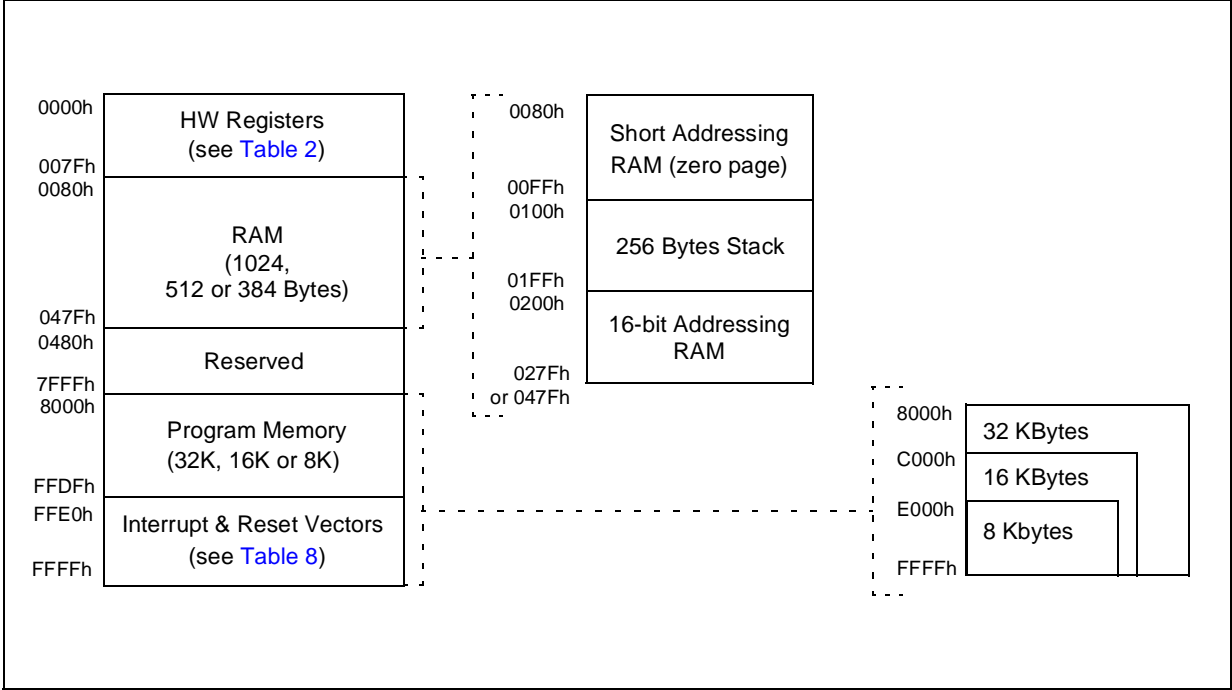 0000h
HW Registers
(see Table 2)
007Fh
0080h
RAM
(1024,
512 or 384 Bytes)
047Fh
0480h
Reserved
7FFFh
8000h
Program Memory
(32K, 16K or 8K)
FFDFh
FFE0h
Interrupt & Reset Vectors
(see Table 8)
FFFFh
0080h
Short Addressing
RAM (zero page)
00FFh
0100h
256 Bytes Stack
01FFh
0200h
16-bit Addressing
RAM
027Fh
or 047Fh
8000h
32 KBytes
C000h
16 KBytes
E000h
8 Kbytes
FFFFh